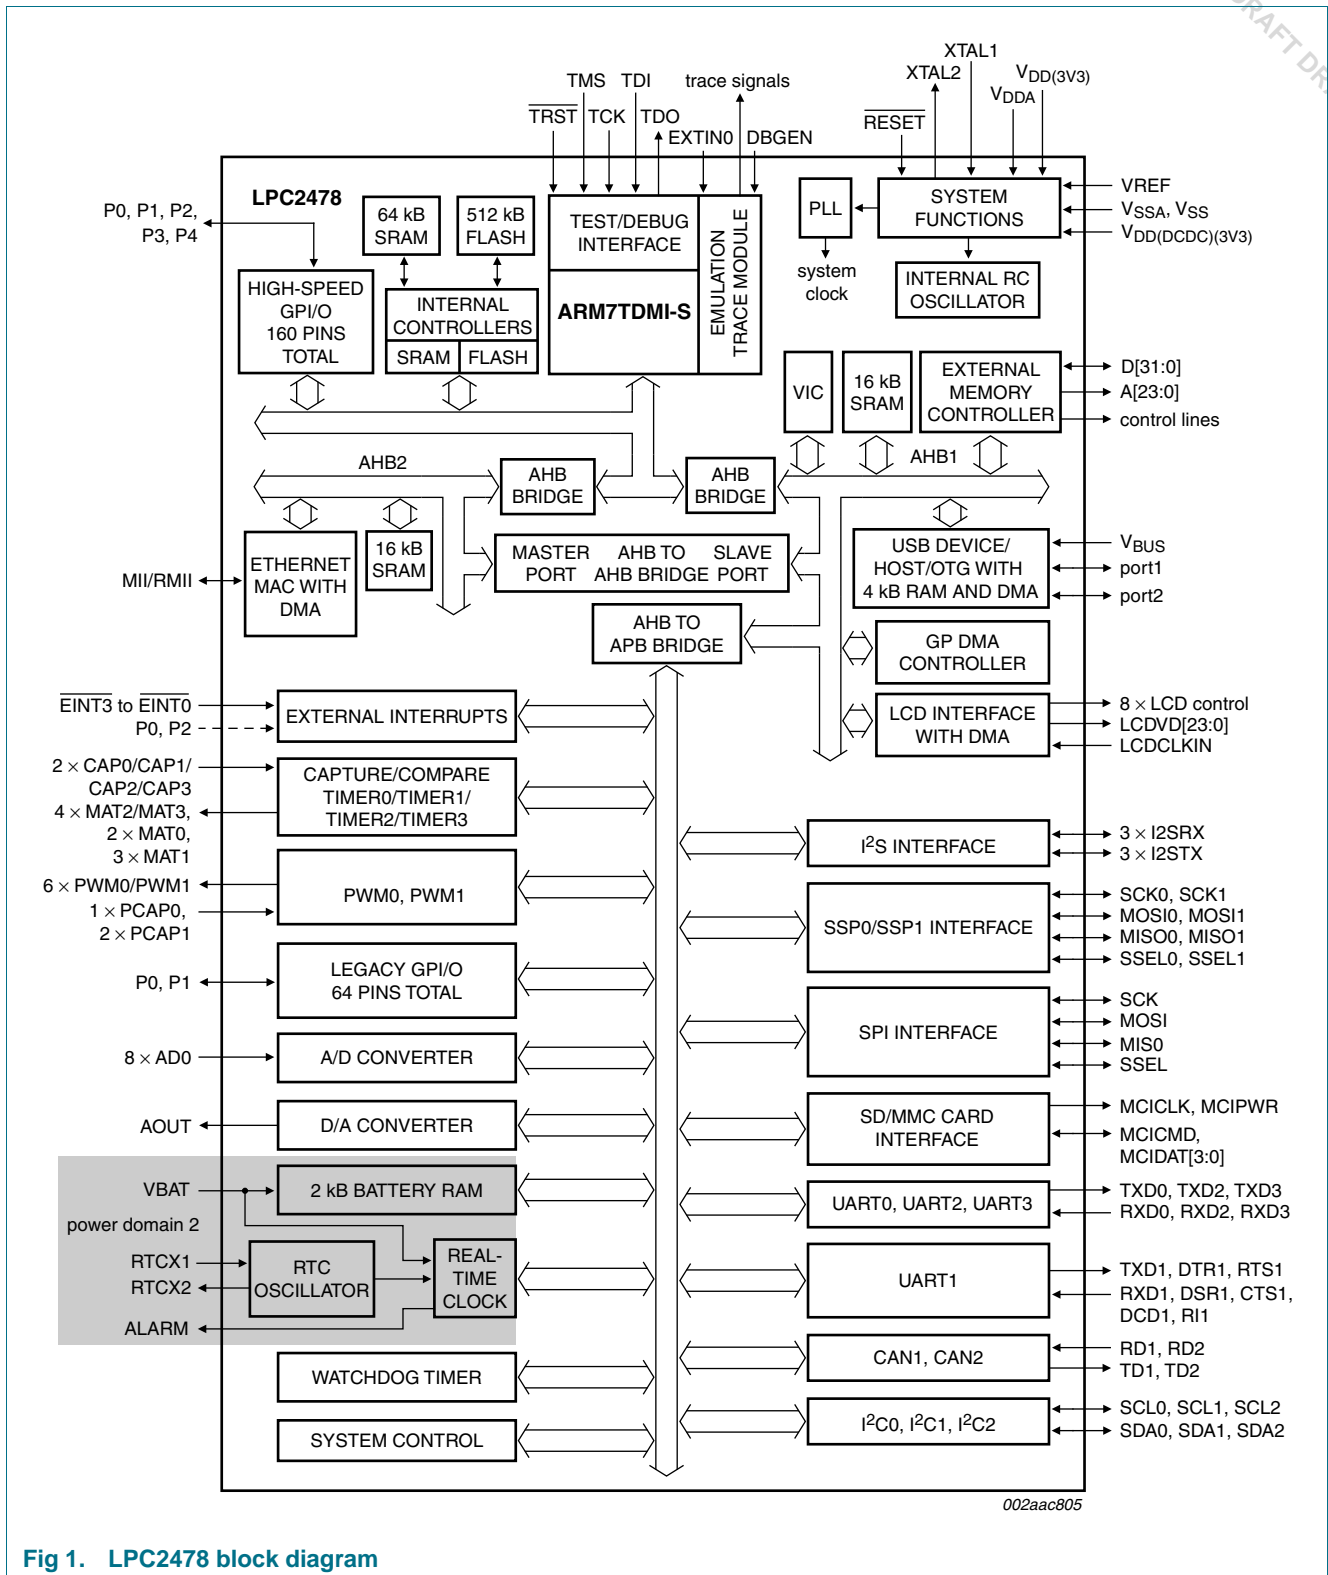 DRAFT DRA
XTAL1
XTAL2
VDD(3V3)
VDDA
RESET
TMS
TDI
trace signals
TRST
TCK
TDO
EXTIN0
DBGEN
LPC2478
P0, P1, P2,
P3, P4
64 kB
SRAM
512 kB
FLASH
TEST/DEBUG
INTERFACE
EMULATION
TRACE MODULE
PLL
SYSTEM
FUNCTIONS
VREF
VSSA, VSS
VDD(DCDC)(3V3)
system
clock
INTERNAL RC
OSCILLATOR
HIGH-SPEED
GPI/O
160 PINS
TOTAL
INTERNAL
CONTROLLERS
SRAM
FLASH
ARM7TDMI-S
VIC
16 kB
SRAM
EXTERNAL
MEMORY
CONTROLLER
D[31:0]
A[23:0]
control lines
AHB2
AHB
BRIDGE
AHB
BRIDGE
AHB1
ETHERNET
MAC WITH
DMA
MII/RMII
16 kB
SRAM
MASTER
PORT
AHB TO
AHB BRIDGE
SLAVE
PORT
USB DEVICE/
HOST/OTG WITH
4 kB RAM AND DMA
VBUS
port1
port2
AHB TO
APB BRIDGE
GP DMA
CONTROLLER
LCD INTERFACE
WITH DMA
8 × LCD control
LCDVD[23:0]
LCDCLKIN
EINT3 to EINT0
P0, P2
EXTERNAL INTERRUPTS
2 × CAP0/CAP1/
CAP2/CAP3
4 × MAT2/MAT3,
2 × MAT0,
3 × MAT1
CAPTURE/COMPARE
TIMER0/TIMER1/
TIMER2/TIMER3
I2S INTERFACE
3 × I2SRX
3 × I2STX
6 × PWM0/PWM1
1 × PCAP0,
2 × PCAP1
PWM0, PWM1
SSP0/SSP1 INTERFACE
SCK0, SCK1
MOSI0, MOSI1
MISO0, MISO1
SSEL0, SSEL1
P0, P1
LEGACY GPI/O
64 PINS TOTAL
SPI INTERFACE
SCK
MOSI
MIS0
SSEL
8 × AD0
A/D CONVERTER
AOUT
D/A CONVERTER
SD/MMC CARD
INTERFACE
MCICLK, MCIPWR
MCICMD,
MCIDAT[3:0]
VBAT
2 kB BATTERY RAM
power domain 2
UART0, UART2, UART3
TXD0, TXD2, TXD3
RXD0, RXD2, RXD3
RTCX1
RTCX2
RTC
OSCILLATOR
REAL-
TIME
CLOCK
ALARM
UART1
TXD1, DTR1, RTS1
RXD1, DSR1, CTS1,
DCD1, RI1
WATCHDOG TIMER
CAN1, CAN2
RD1, RD2
TD1, TD2
SYSTEM CONTROL
I2C0, I2C1, I2C2
SCL0, SCL1, SCL2
SDA0, SDA1, SDA2
002aac805
Fig 1. LPC2478 block diagram